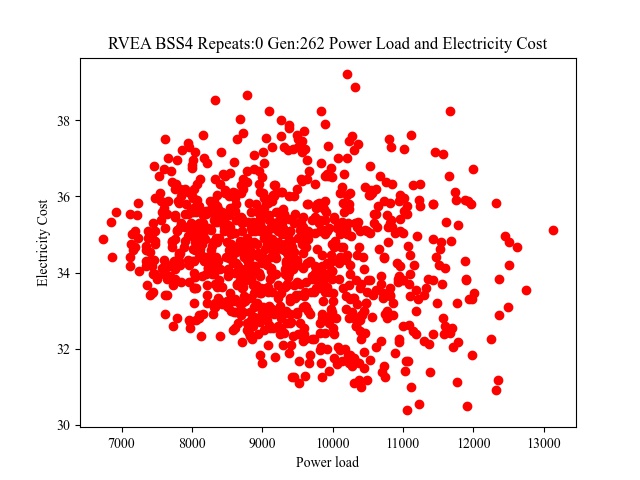 RVEA BSS4 Repeats:0 Gen:262 Power Load and Electricity Cost
Electricity Cost
38
36
34
32
30
7000 8000 9000 10000 11000 12000 13000
Power load